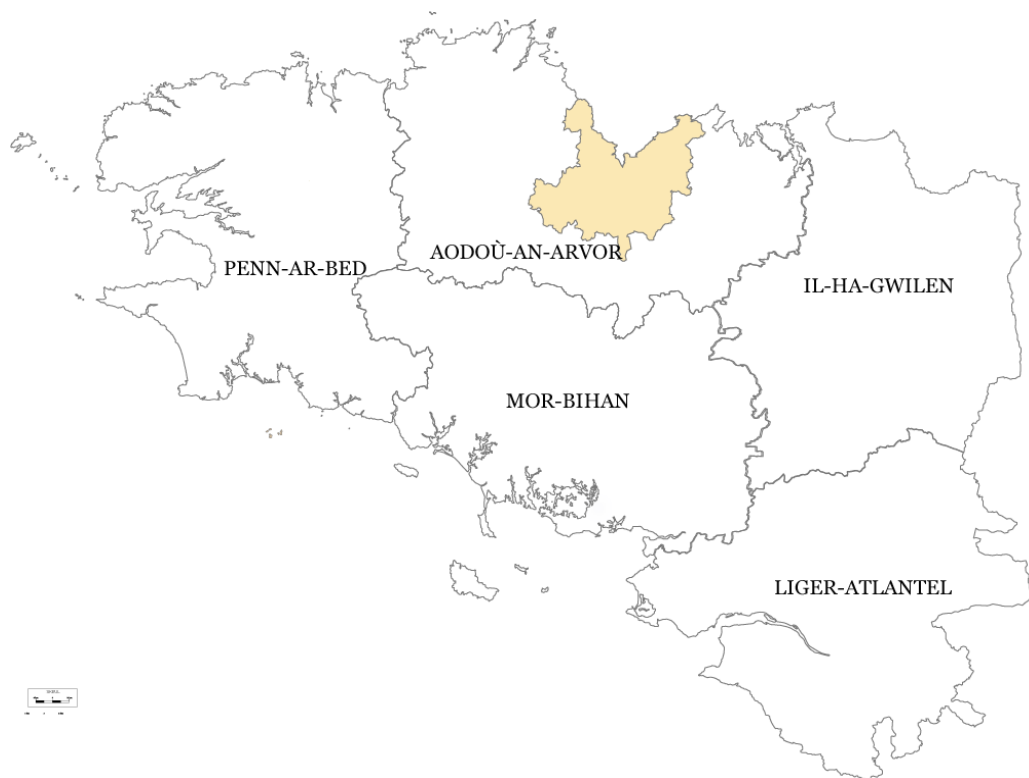 AODOÙ-AN-ARVOR
PENN-AR-BED
IL-HA-GWILEN
MOR-BIHAN
LIGER-ATLANTEL